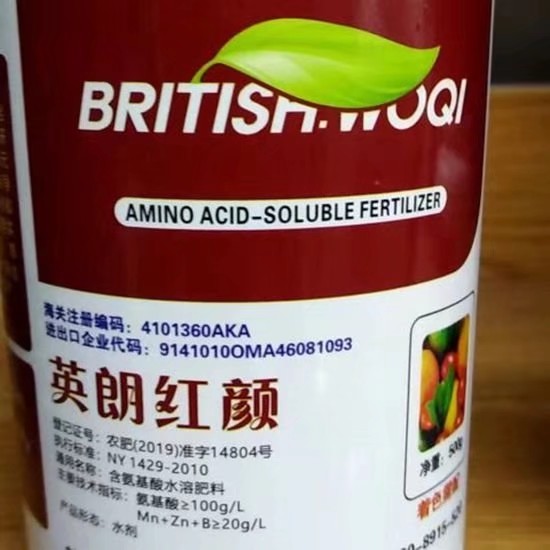 BRITISH.WOQI
AMINO ACID-SOLUBLE FERTILIZER
海关注册编码：4101360AKA
进出口企业代码：9141010OMA46081093
英朗红颜
登记证号：农肥(2019)准字14804号
执行标准：NY 1429-2010
通用名称：含氨基酸水溶肥料
主要技术指标：氨基酸≥100g/L
Mn+Zn+B≥20g/L
产品形态：水剂
净重：500g